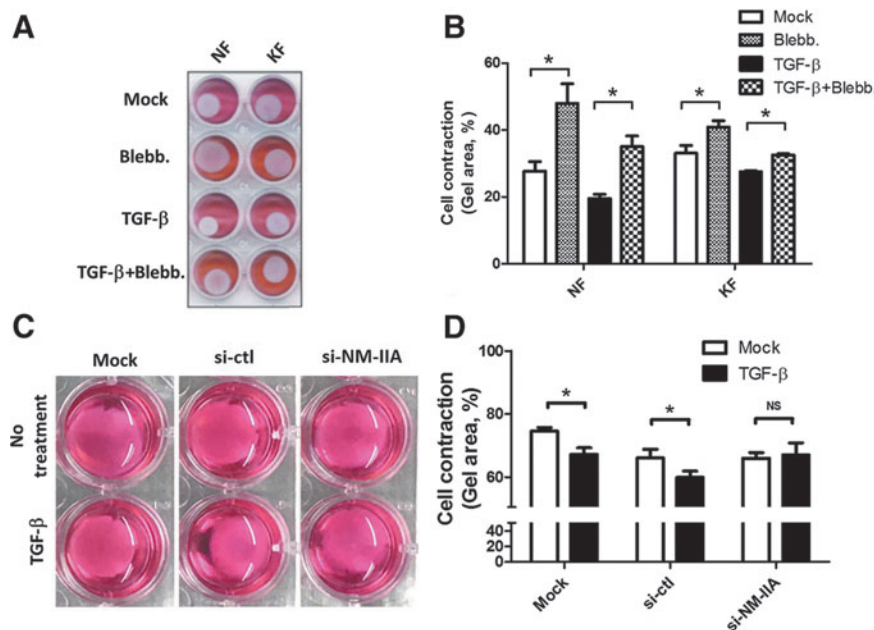 A
NF KF
Mock
Blebb.
TGF-β
TGF-β+Blebb.
B
Mock
Blebb.
TGF-β
TGF-β+Blebb.
Cell contraction
(Gel area, %)
60
40
20
0
* * * *
NF KF
C
Mock si-ctl si-NM-IIA
No
treatment
TGF-β
D
Mock
TGF-β
Cell contraction
(Gel area, %)
100
80
60
40
20
0
* * NS
Mock si-ctl si-NM-IIA